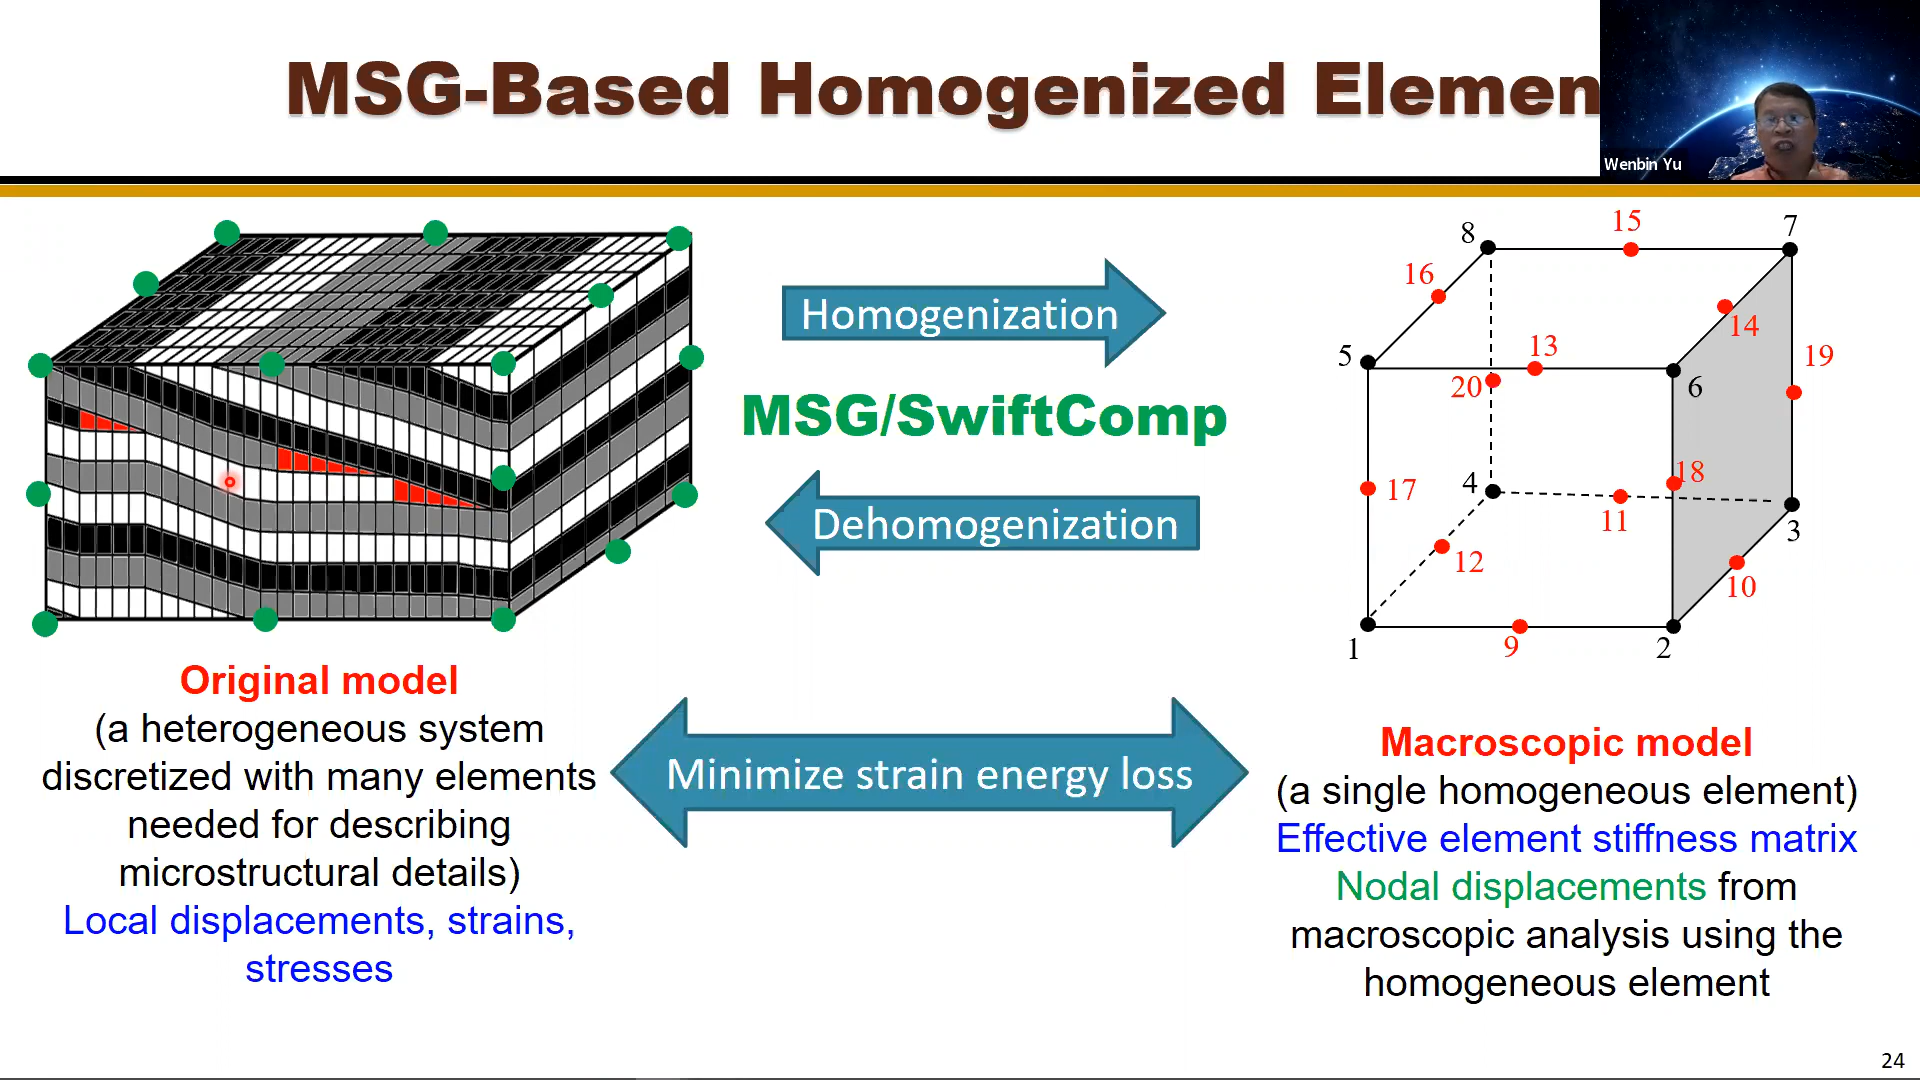 MSG-Based Homogenized Elemen
Wenbin Yu
Homogenization
MSG/SwiftComp
Dehomogenization
8
15
7
16
14
5
13
19
20
6
17
4
18
11
3
12
10
1
9
2
Original model
(a heterogeneous system
discretized with many elements
needed for describing
microstructural details)
Local displacements, strains,
stresses
Minimize strain energy loss
Macroscopic model
(a single homogeneous element)
Effective element stiffness matrix
Nodal displacements from
macroscopic analysis using the
homogeneous element
24